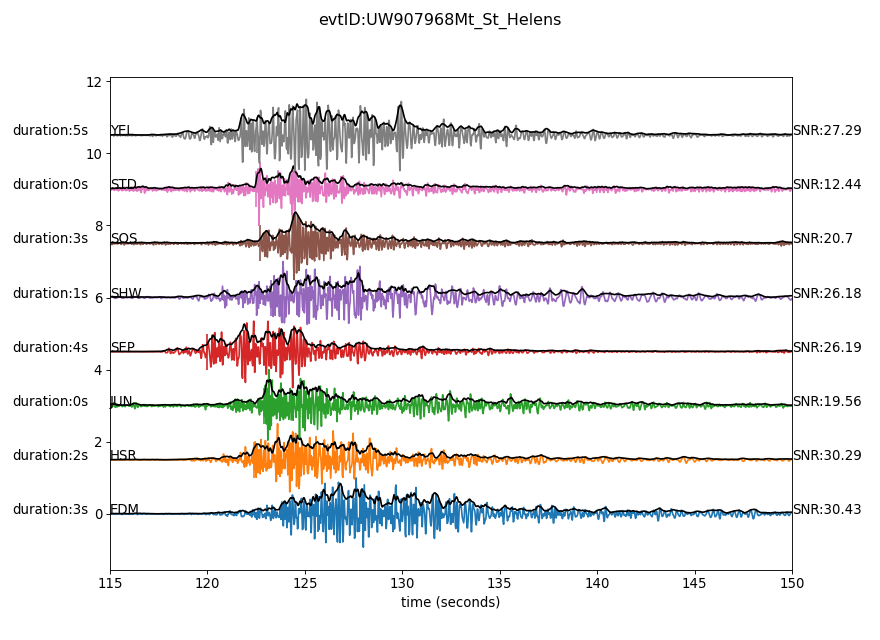 evtID:UW907968Mt_St_Helens
12
duration:5s YEL SNR:27.29
10
duration:0s STD SNR:12.44
8
duration:3s SOS SNR:20.7
duration:1s SHW SNR:26.18
6
duration:4s SEP SNR:26.19
4
duration:0s JUN SNR:19.56
2
duration:2s HSR SNR:30.29
duration:3s EDM SNR:30.43
0
115 120 125 130 135 140 145 150
time (seconds)